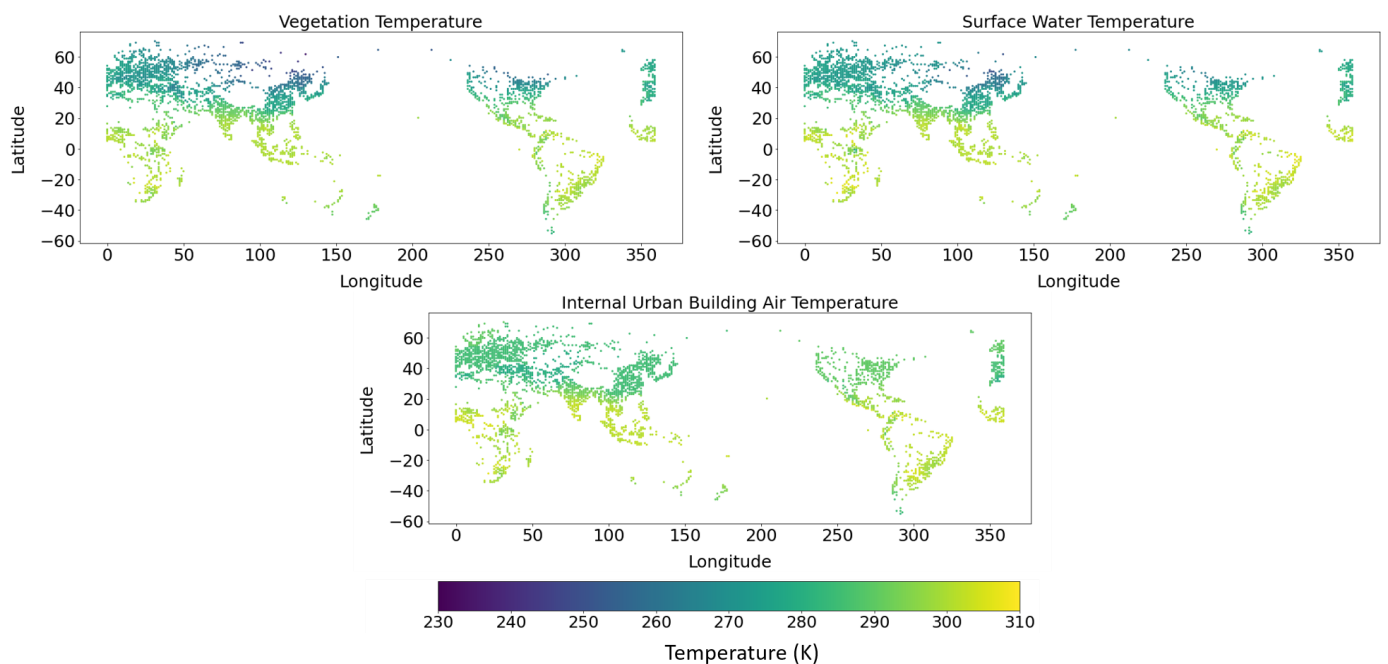 Vegetation Temperature
60
40
20
0
−20
−40
−60
Latitude
0 50 100 150 200 250 300 350
Longitude
Surface Water Temperature
60
40
20
0
−20
−40
−60
Latitude
0 50 100 150 200 250 300 350
Longitude
Internal Urban Building Air Temperature
60
40
20
0
−20
−40
−60
Latitude
0 50 100 150 200 250 300 350
Longitude
230 240 250 260 270 280 290 300 310
Temperature (K)